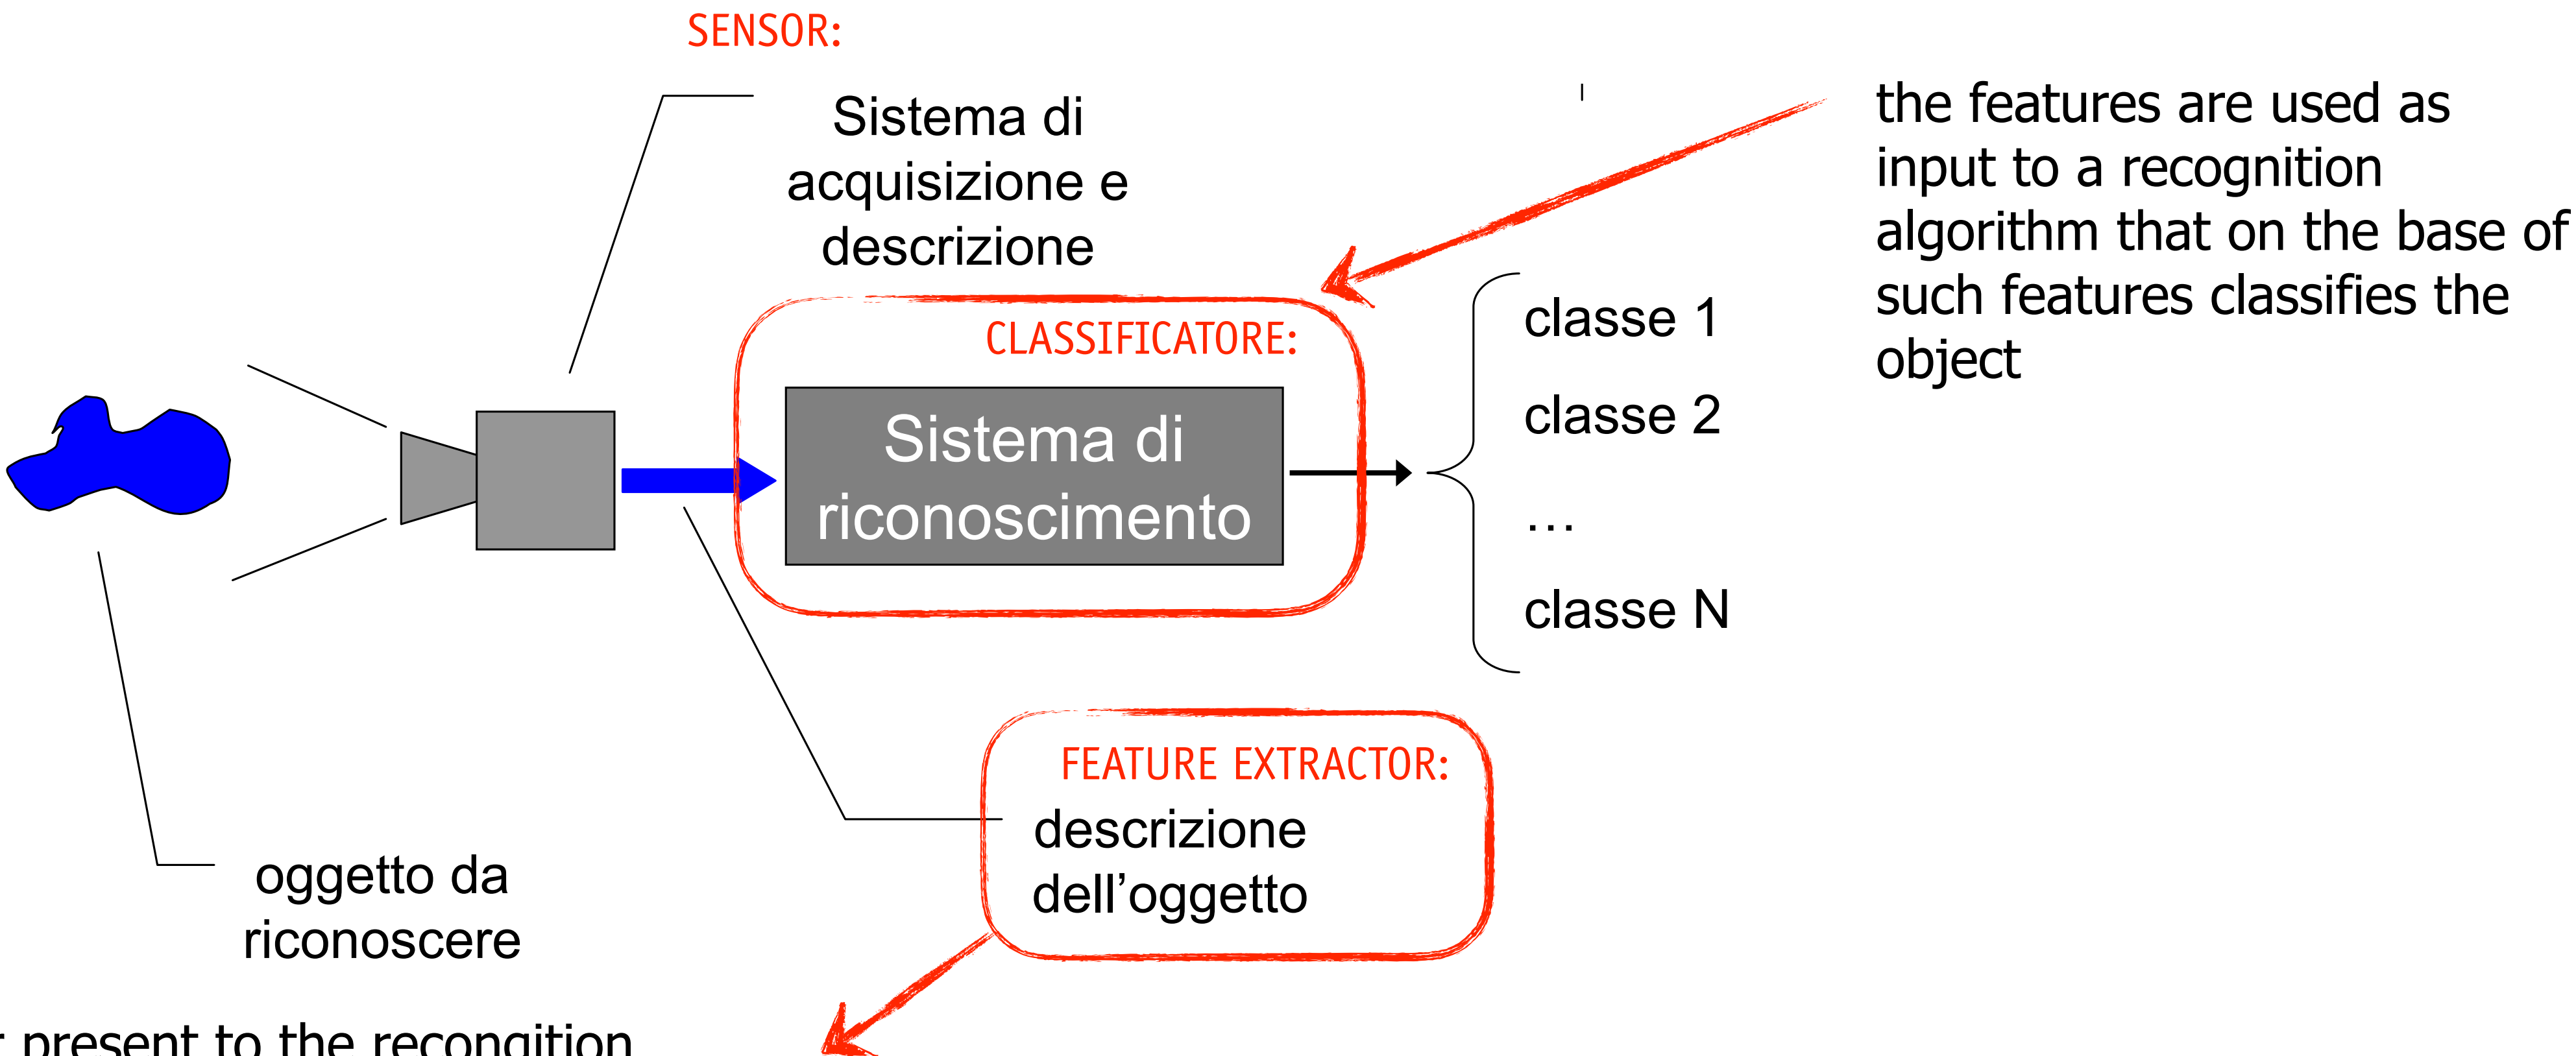 SENSOR:
Sistema di
acquisizione e
descrizione
the features are used as
input to a recognition
algorithm that on the base of
such features classifies the
object
CLASSIFICATORE:
Sistema di
riconoscimento
classe 1
classe 2
…
classe N
FEATURE EXTRACTOR:
descrizione
dell’oggetto
oggetto da
riconoscere
present to the recongition